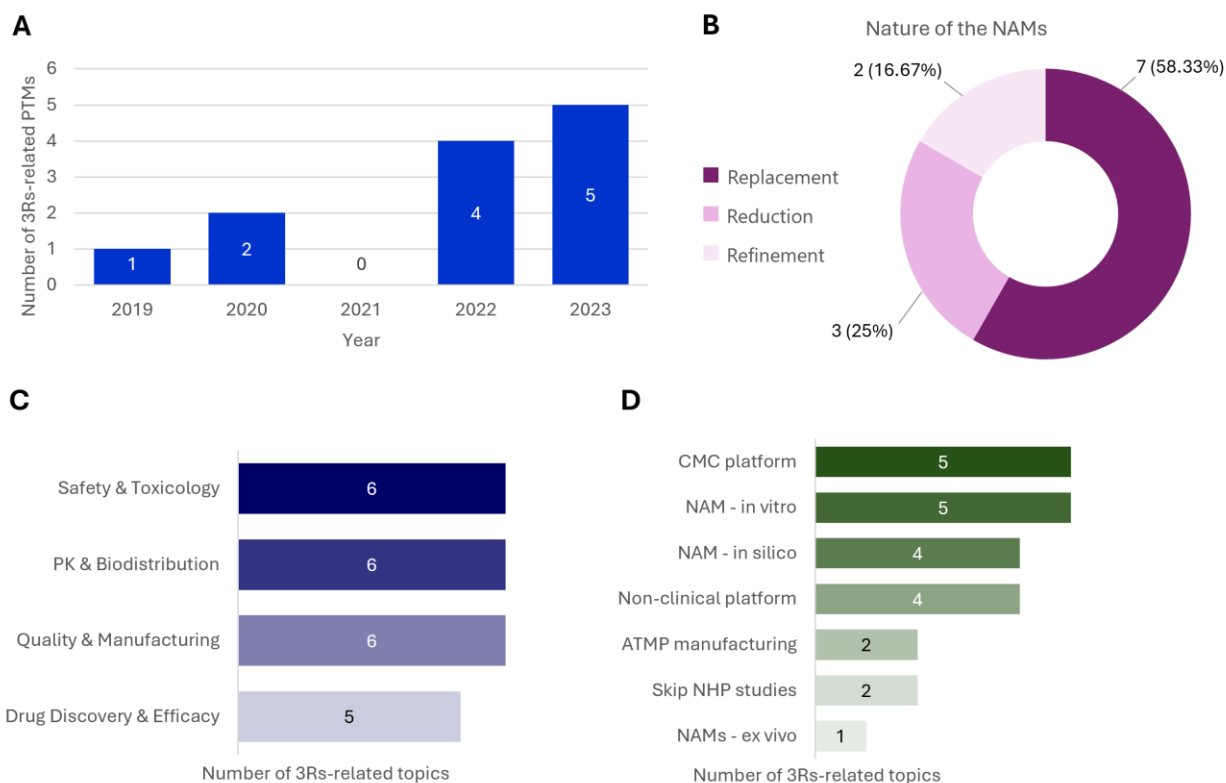 A
Number of 3Rs-related PTMs
6
5
4
3
2
1
0
1
2
0
4
5
2019
2020
2021
2022
2023
Year
B
Nature of the NAMs
2 (16.67%)
7 (58.33%)
Replacement
Reduction
Refinement
3 (25%)
C
Safety & Toxicology
6
PK & Biodistribution
6
Quality & Manufacturing
6
Drug Discovery & Efficacy
5
Number of 3Rs-related topics
D
CMC platform
5
NAM - in vitro
5
NAM - in silico
4
Non-clinical platform
4
ATMP manufacturing
2
Skip NHP studies
2
NAMs - ex vivo
1
Number of 3Rs-related topics